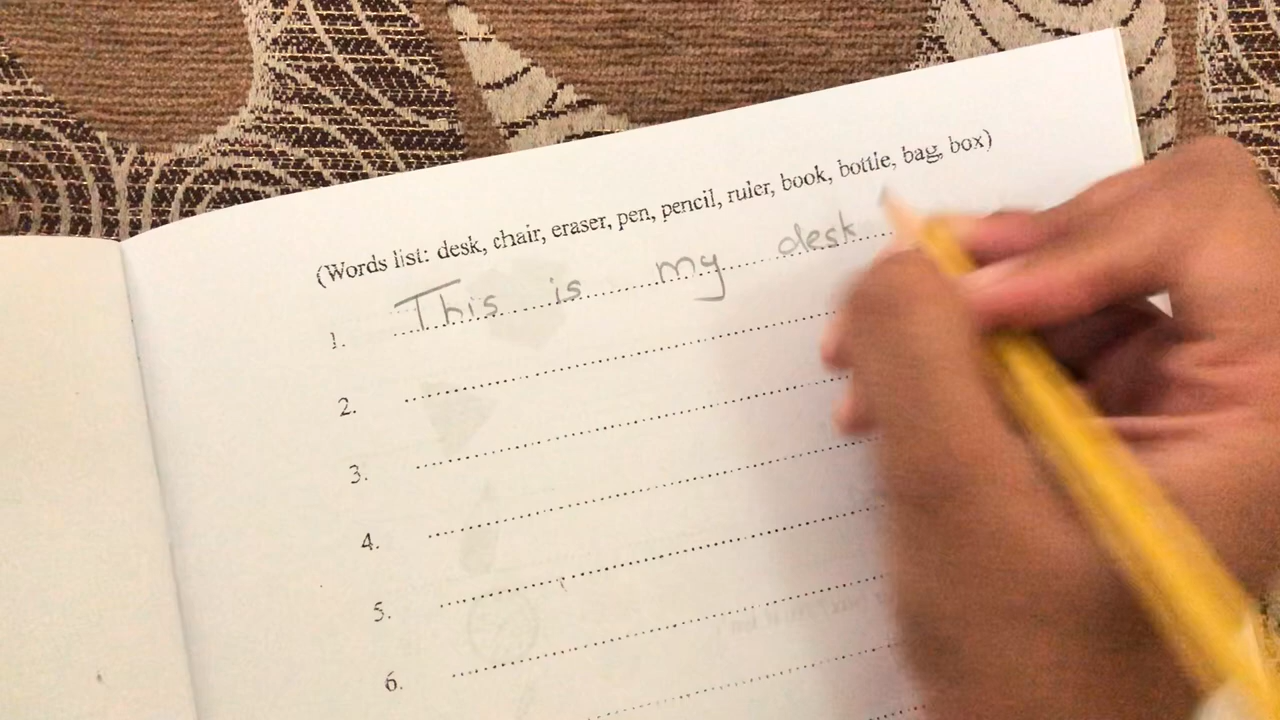 (Words list: desk, chair, eraser, pen, pencil, ruler, book, bottle, bag, box)
1. This is my desk
2.
3.
4.
5.
6.